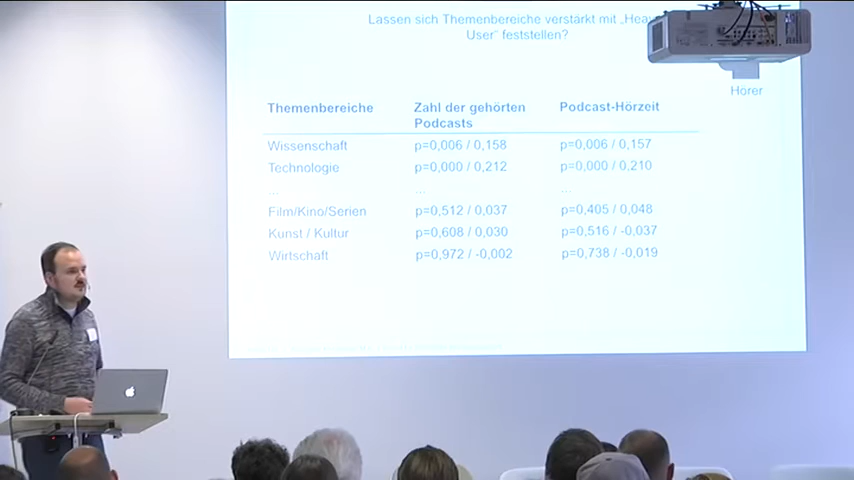 Lassen sich Themenbereiche verstärkt mit „Hea
User" feststellen?
Hörer
Themenbereiche Zahl der gehörten Podcast-Hörzeit
Podcasts
Wissenschaft p=0,006 / 0,158 p=0,006 / 0,157
Technologie p=0,000 / 0,212 p=0,000 / 0,210
... ... ...
Film/Kino/Serien p=0,512 / 0,037 p=0,405 / 0,048
Kunst / Kultur p=0,608 / 0,030 p=0,516 / -0,037
Wirtschaft p=0,972 / -0,002 p=0,738 / -0,019